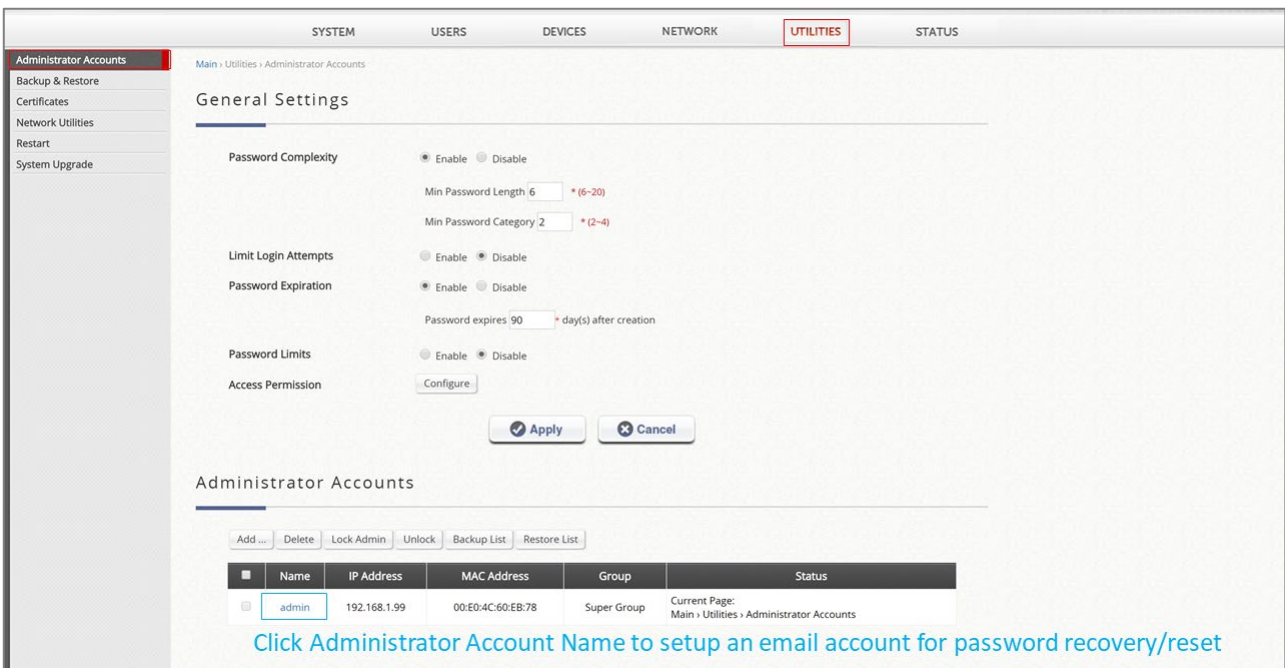 SYSTEM USERS DEVICES NETWORK UTILITIES STATUS
Administrator Accounts
Backup & Restore
Certificates
Network Utilities
Restart
System Upgrade
Main › Utilities › Administrator Accounts
General Settings
Password Complexity Enable Disable
Min Password Length 6 * (6~20)
Min Password Category 2 * (2~4)
Limit Login Attempts Enable Disable
Password Expiration Enable Disable
Password expires 90 * day(s) after creation
Password Limits Enable Disable
Access Permission Configure
Apply Cancel
Administrator Accounts
Add ... Delete Lock Admin Unlock Backup List Restore List
Name IP Address MAC Address Group Status
admin 192.168.1.99 00:E0:4C:60:EB:78 Super Group Current Page:
Main › Utilities › Administrator Accounts
Click Administrator Account Name to setup an email account for password recovery/reset